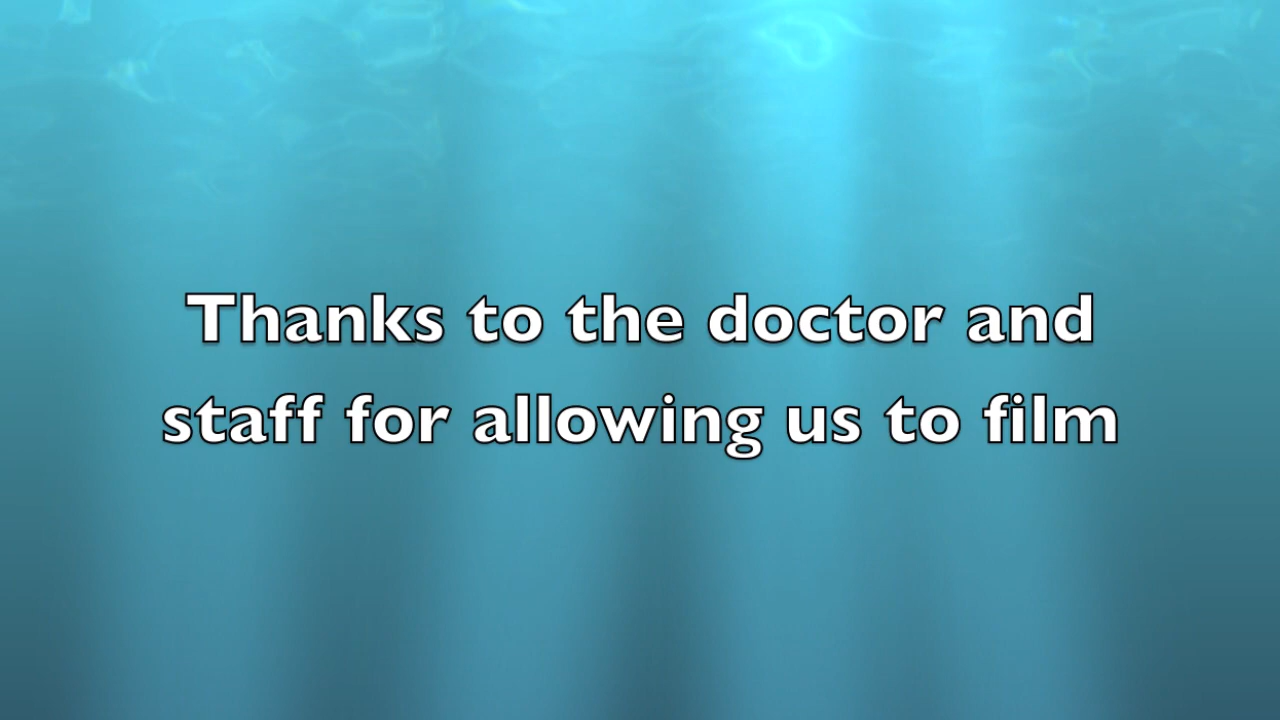 Thanks to the doctor and
staff for allowing us to film